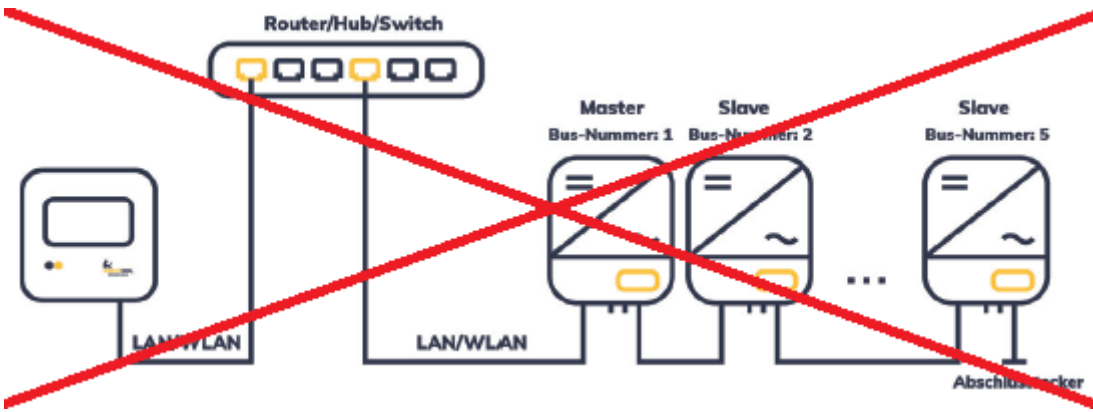 Router/Hub/Switch
Master
Bus-Nummer: 1
Slave
Bus-Nummer: 2
Slave
Bus-Nummer: 5
LAN/WLAN
LAN/WLAN
Abschlussstecker